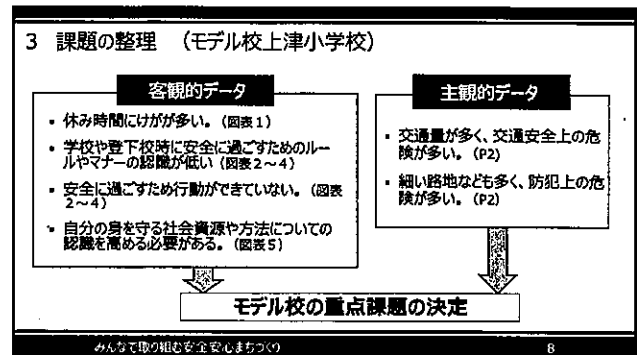 3 課題の整理 （モデル校上津小学校）
客観的データ
• 休み時間にけがが多い。（図表１）
• 学校や登下校時に安全に過ごすためのルー
ルやマナーの認識が低い（図表２～４）
• 安全に過ごすため行動ができていない。（図表
２～４）
• 自分の身を守る社会資源や方法についての
認識を高める必要がある。（図表５）
主観的データ
• 交通量が多く、交通安全上の危
険が多い。（P2）
• 細い路地なども多く、防犯上の危
険が多い。（P2）
モデル校の重点課題の決定
みんなで取り組む安全安心まちづくり
8